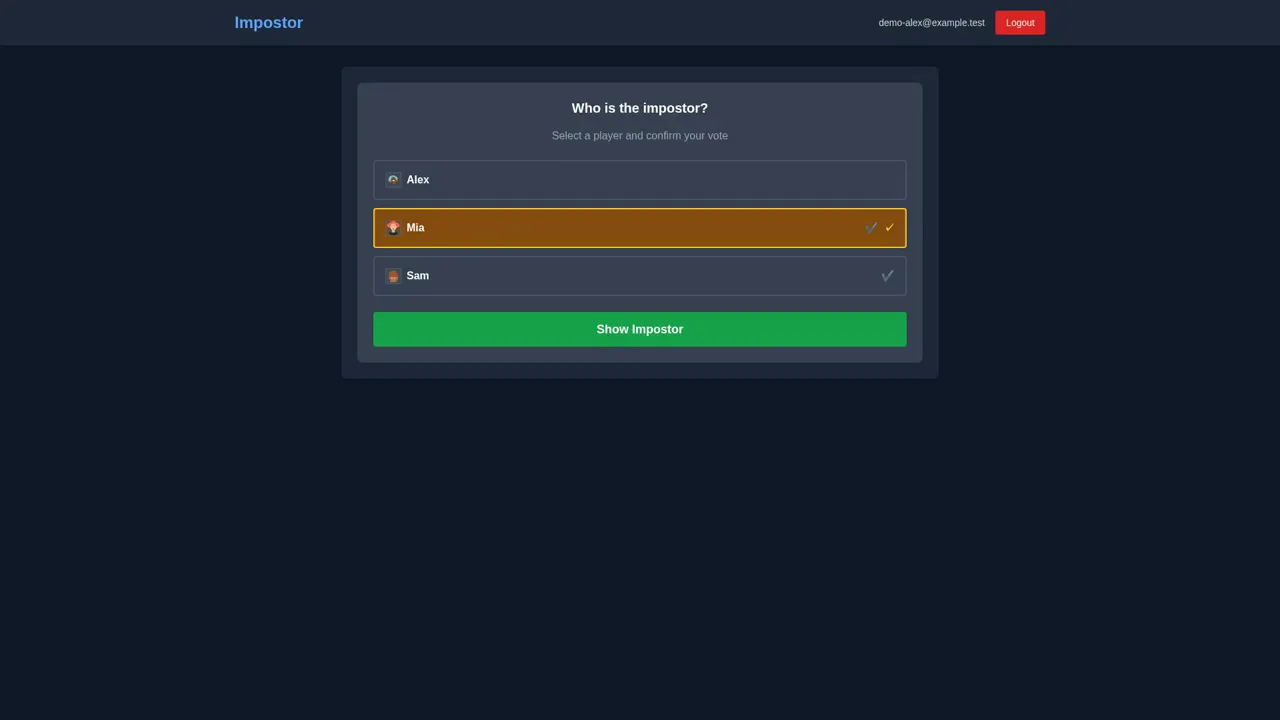 Impostor
demo-alex@example.test
Logout
Who is the impostor?
Select a player and confirm your vote
Alex
Mia ✔ ✓
Sam ✔
Show Impostor